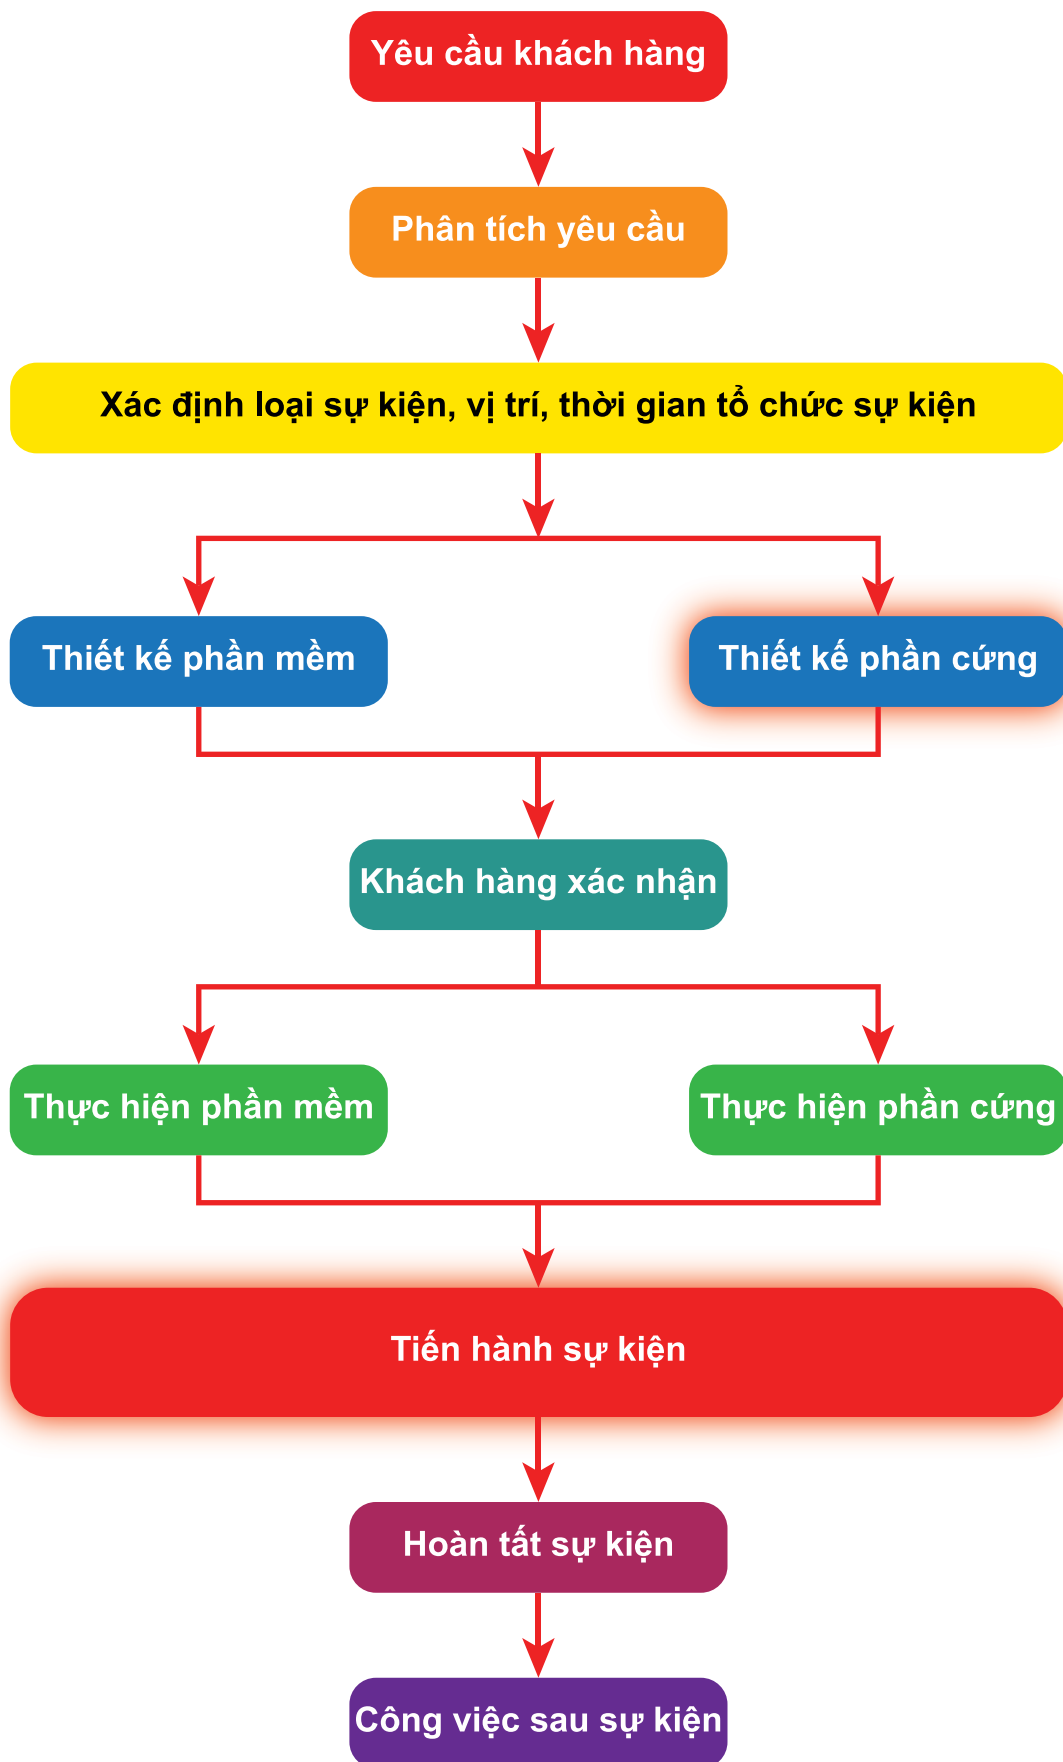 Yêu cầu khách hàng
Phân tích yêu cầu
Xác định loại sự kiện, vị trí, thời gian tổ chức sự kiện
Thiết kế phần mềm
Thiết kế phần cứng
Khách hàng xác nhận
Thực hiện phần mềm
Thực hiện phần cứng
Tiến hành sự kiện
Hoàn tất sự kiện
Công việc sau sự kiện